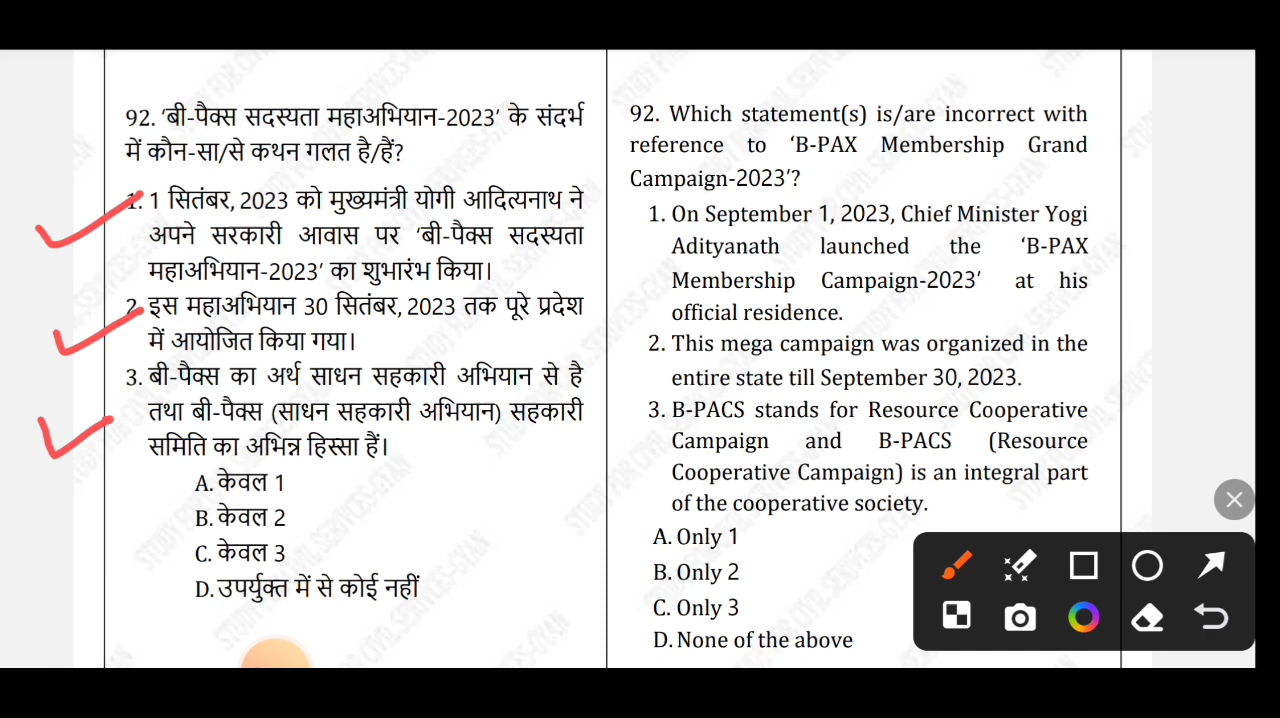 92. 'बी-पैक्स सदस्यता महाअभियान-2023' के संदर्भ
में कौन-सा/से कथन गलत है/हैं?
1. 1 सितंबर, 2023 को मुख्यमंत्री योगी आदित्यनाथ ने
अपने सरकारी आवास पर 'बी-पैक्स सदस्यता
महाअभियान-2023' का शुभारंभ किया।
2. इस महाअभियान 30 सितंबर, 2023 तक पूरे प्रदेश
में आयोजित किया गया।
3. बी-पैक्स का अर्थ साधन सहकारी अभियान से है
तथा बी-पैक्स (साधन सहकारी अभियान) सहकारी
समिति का अभिन्न हिस्सा हैं।
A. केवल 1
B. केवल 2
C. केवल 3
D. उपर्युक्त में से कोई नहीं
92. Which statement(s) is/are incorrect with
reference to 'B-PAX Membership Grand
Campaign-2023'?
1. On September 1, 2023, Chief Minister Yogi
Adityanath launched the 'B-PAX
Membership Campaign-2023' at his
official residence.
2. This mega campaign was organized in the
entire state till September 30, 2023.
3. B-PACS stands for Resource Cooperative
Campaign and B-PACS (Resource
Cooperative Campaign) is an integral part
of the cooperative society.
A. Only 1
B. Only 2
C. Only 3
D. None of the above